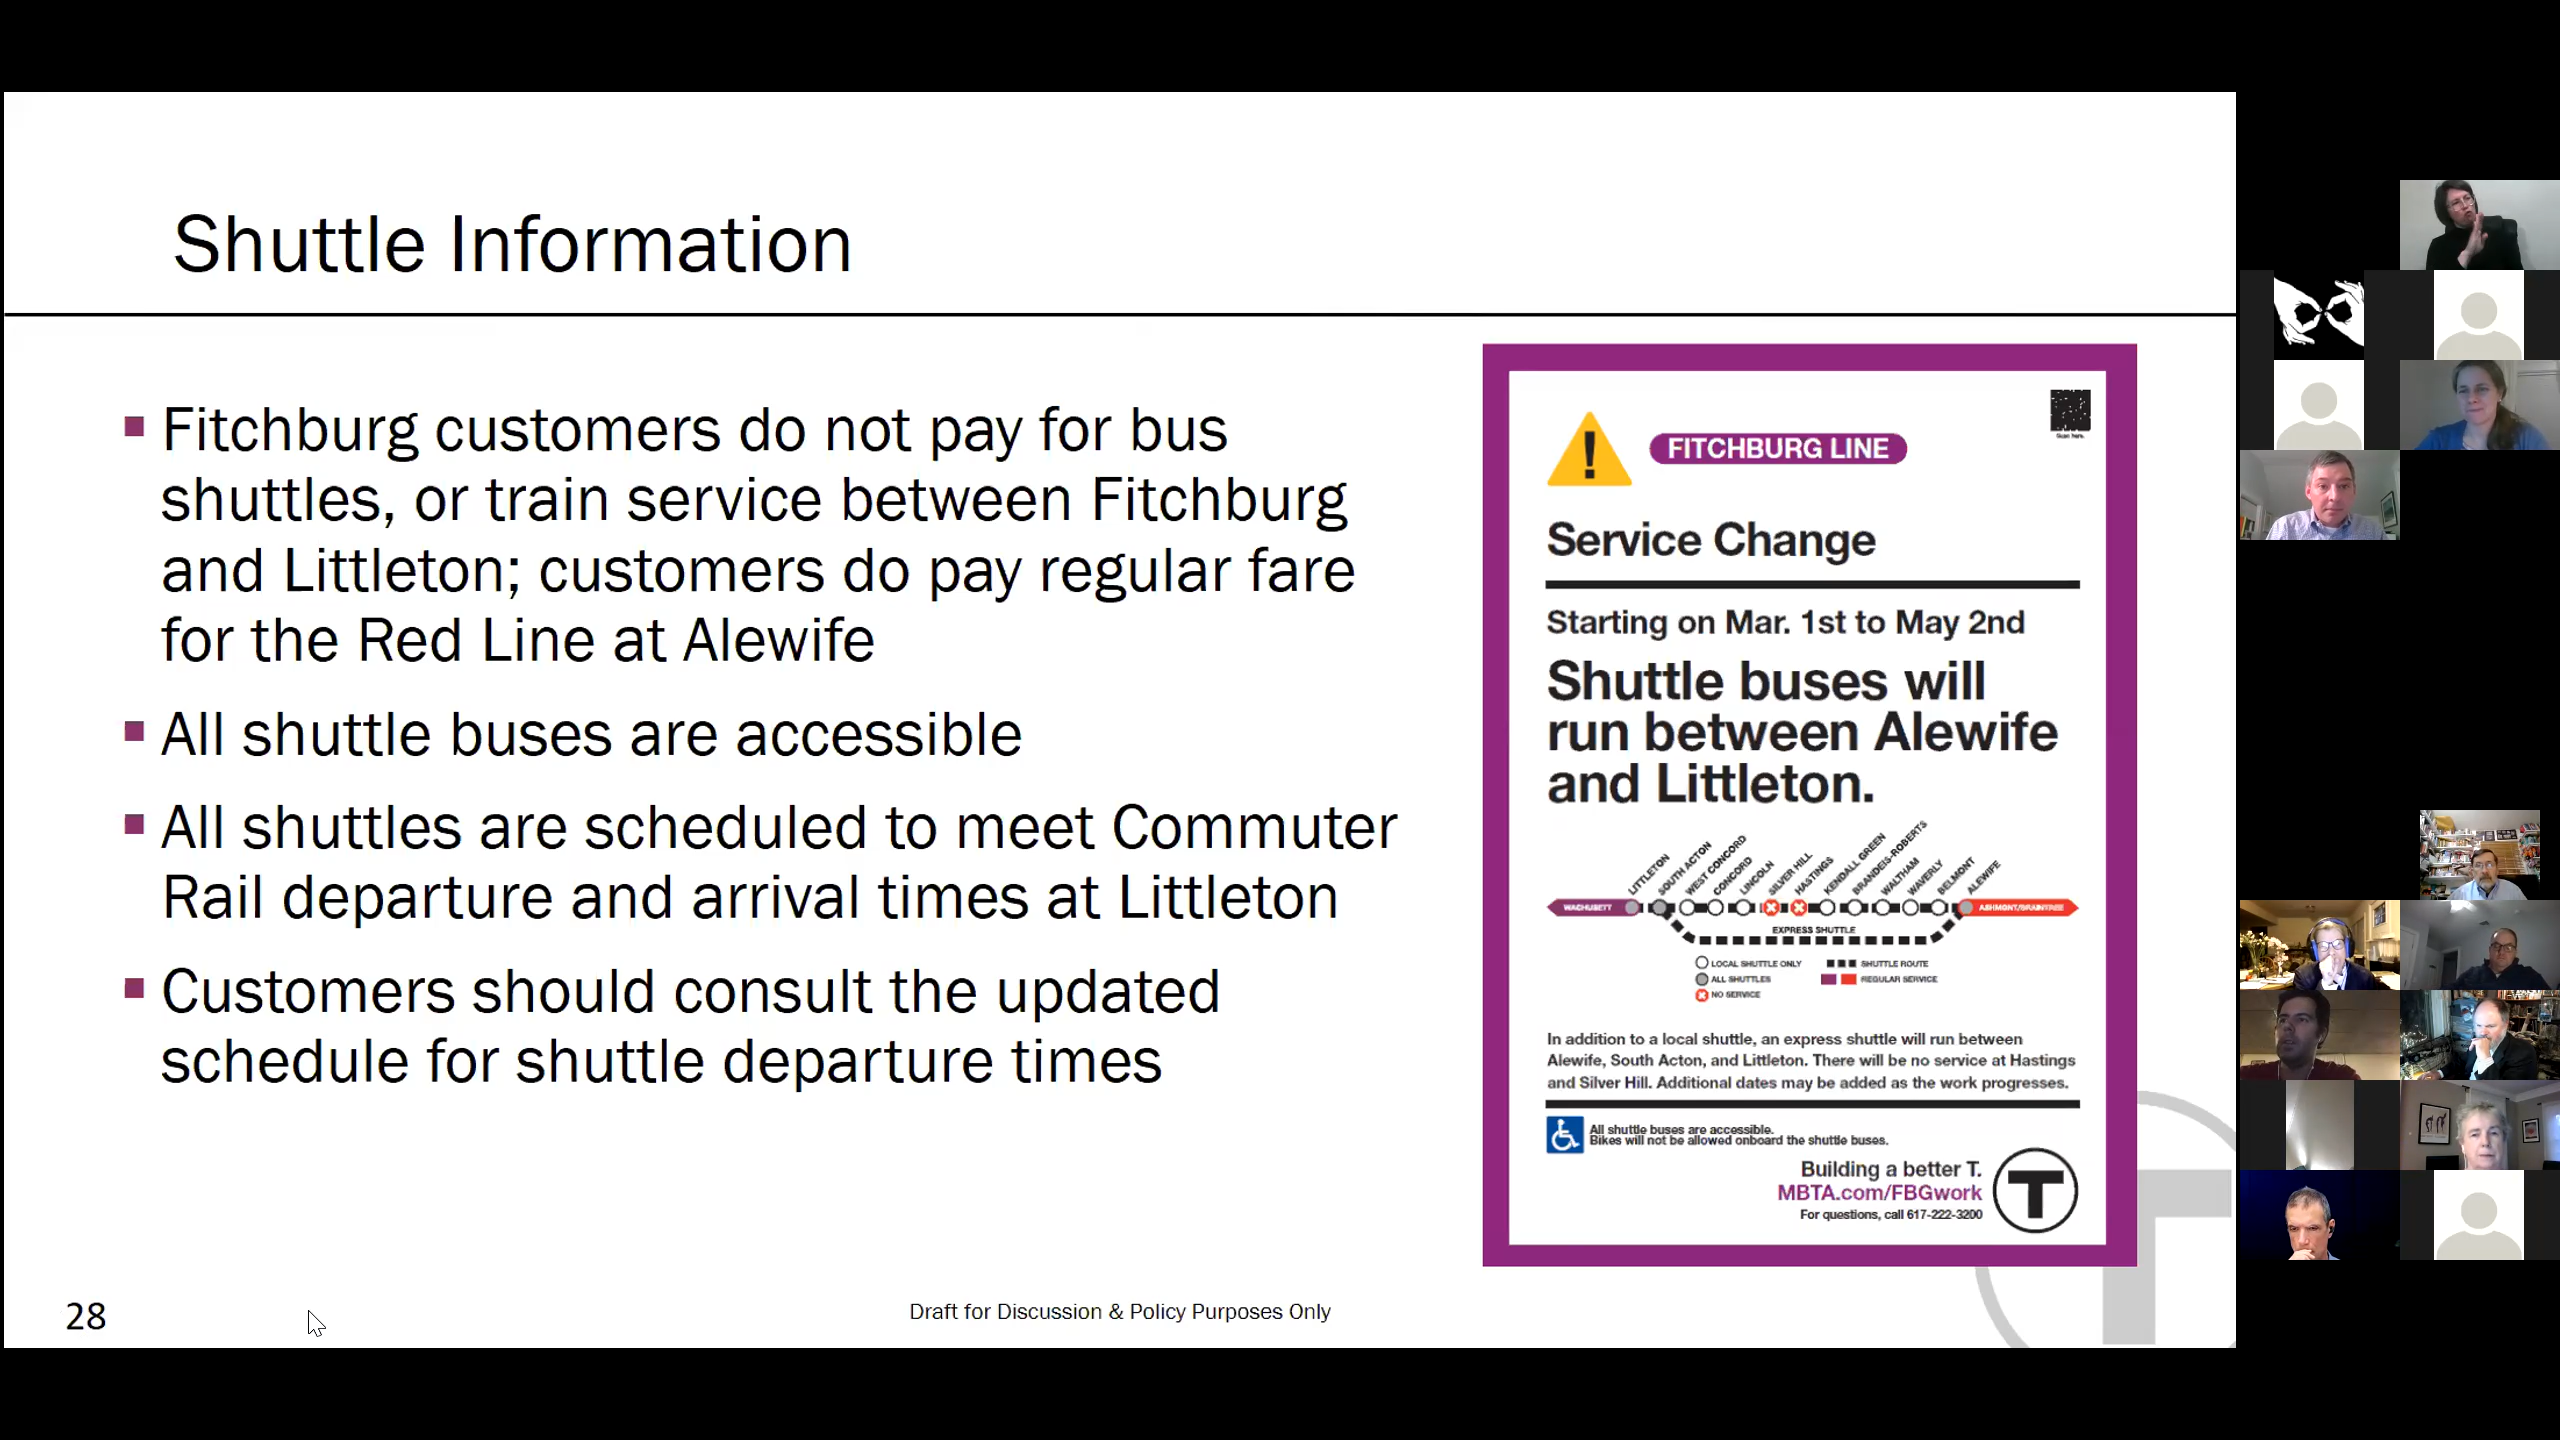 Shuttle Information
Fitchburg customers do not pay for bus
shuttles, or train service between Fitchburg
and Littleton; customers do pay regular fare
for the Red Line at Alewife
All shuttle buses are accessible
All shuttles are scheduled to meet Commuter
Rail departure and arrival times at Littleton
Customers should consult the updated
schedule for shuttle departure times
Scan here.
FITCHBURG LINE
Service Change
Starting on Mar. 1st to May 2nd
Shuttle buses will
run between Alewife
and Littleton.
LITTLETON
SOUTH ACTON
WEST CONCORD
CONCORD
LINCOLN
SILVER HILL
HASTINGS
KENDALL GREEN
BRANDEIS-ROBERTS
WALTHAM
WAVERLY
BELMONT
ALEWIFE
WACHUSETT
ASHMONT/BRAINTREE
EXPRESS SHUTTLE
LOCAL SHUTTLE ONLY
SHUTTLE ROUTE
ALL SHUTTLES
REGULAR SERVICE
NO SERVICE
In addition to a local shuttle, an express shuttle will run between
Alewife, South Acton, and Littleton. There will be no service at Hastings
and Silver Hill. Additional dates may be added as the work progresses.
All shuttle buses are accessible.
Bikes will not be allowed onboard the shuttle buses.
Building a better T.
MBTA.com/FBGwork
For questions, call 617-222-3200
T
28
Draft for Discussion & Policy Purposes Only